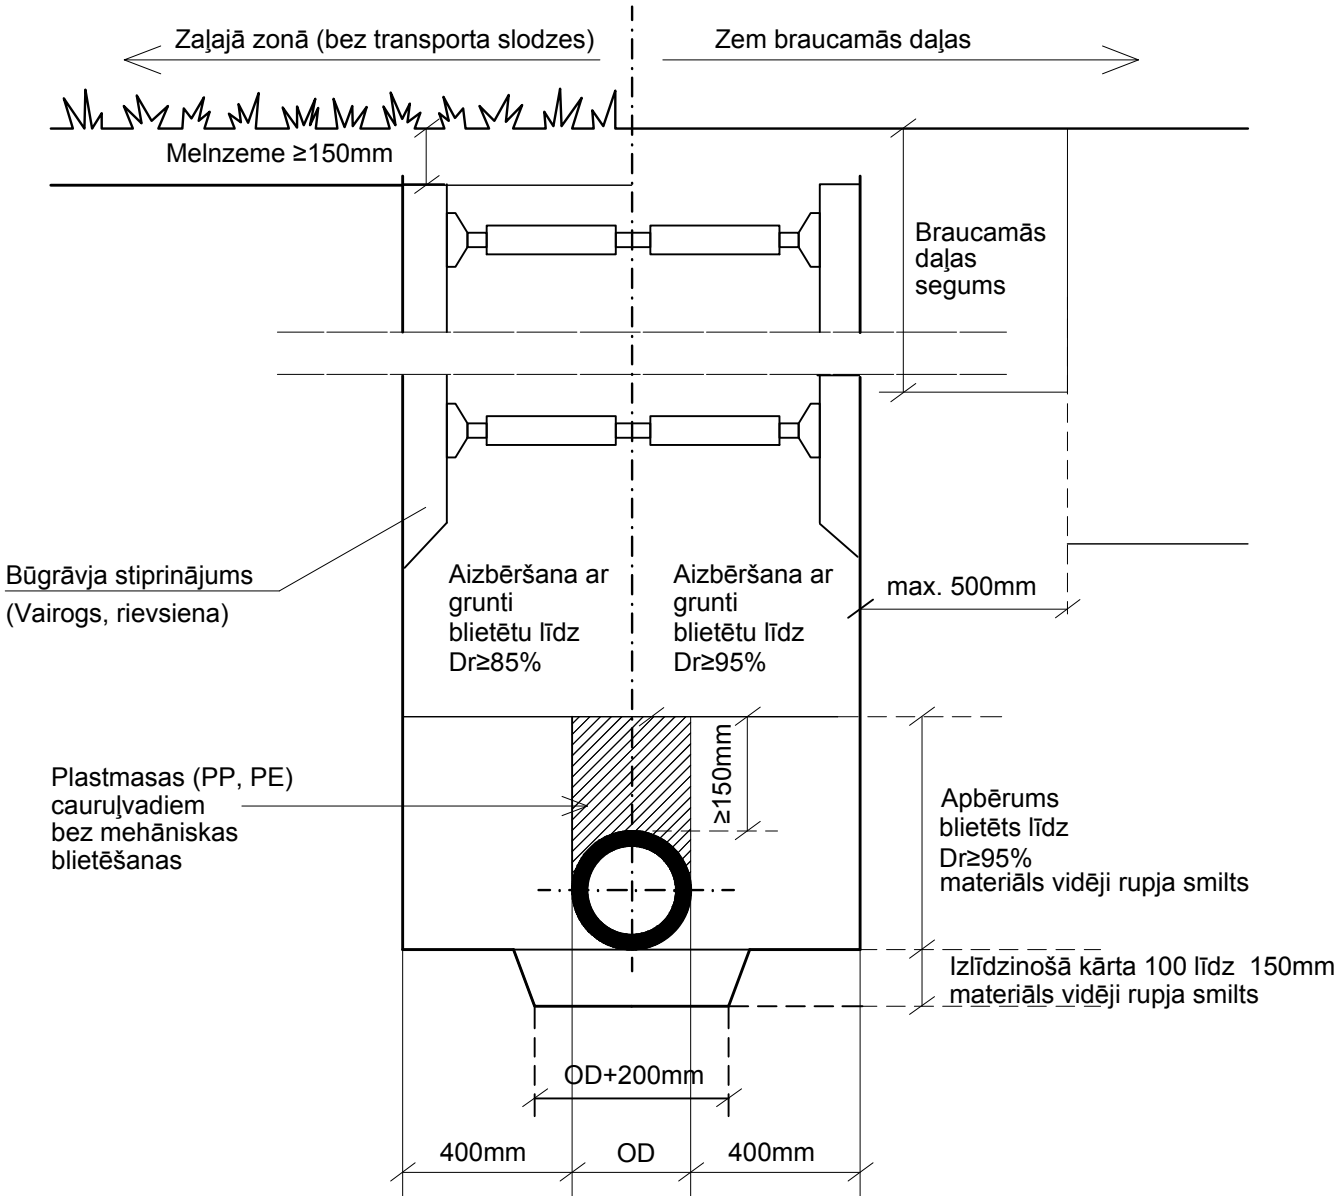 Zaļajā zonā (bez transporta slodzes)
Zem braucamās daļas
Melnzeme ≥150mm
Braucamās
daļas
segums
Būgrāvja stiprinājums
(Vairogs, rievsiena)
Aizbēršana ar
grunti
blietētu līdz
Dr≥85%
Aizbēršana ar
grunti
blietētu līdz
Dr≥95%
max. 500mm
Plastmasas (PP, PE)
cauruļvadiem
bez mehāniskas
blietēšanas
≥150mm
Apbērums
blietēts līdz
Dr≥95%
materiāls vidēji rupja smilts
Izlīdzinošā kārta 100 līdz 150mm
materiāls vidēji rupja smilts
OD+200mm
400mm
OD
400mm